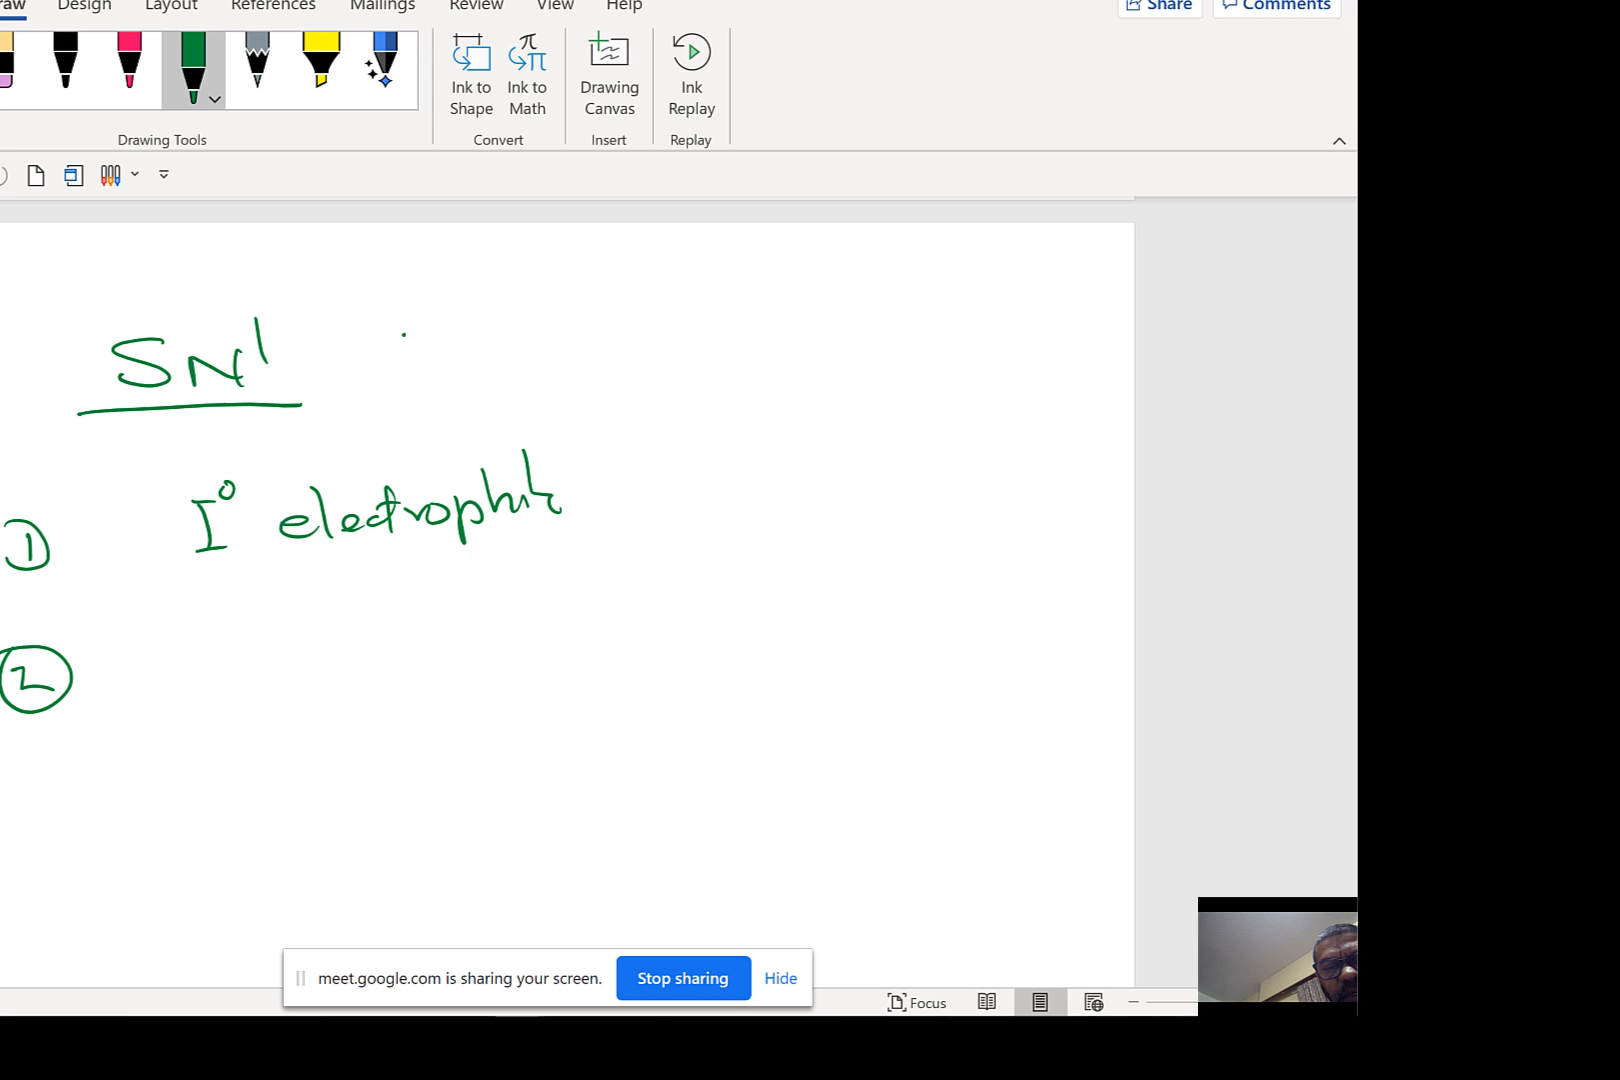 raw Design Layout References Mailings Review View Help Share Comments
Ink to Shape Ink to Math Drawing Canvas Ink Replay
Drawing Tools Convert Insert Replay
SN1
1 I° electrophile
2
meet.google.com is sharing your screen. Stop sharing Hide
Focus